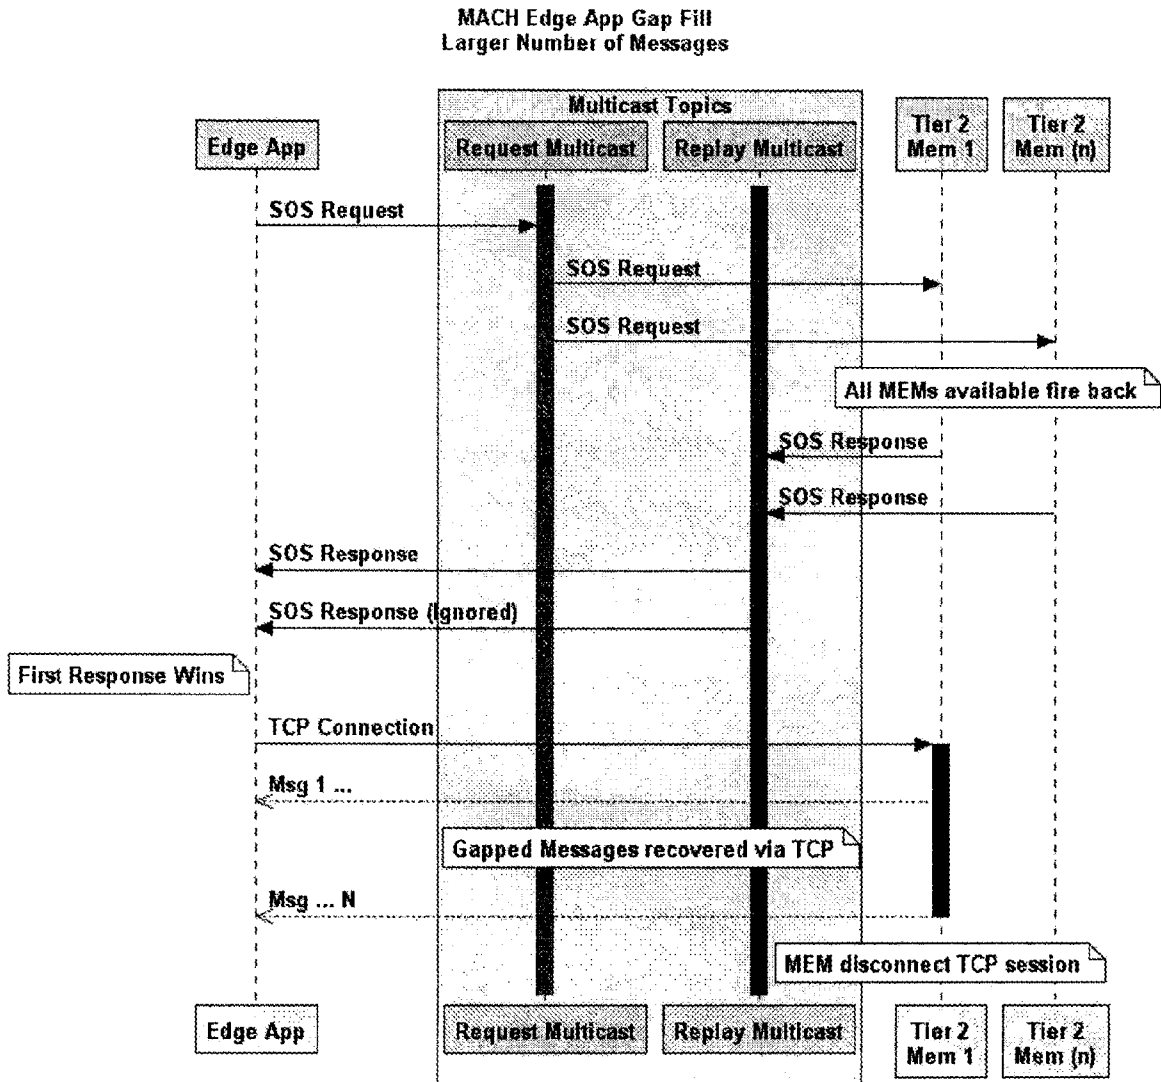 MACH Edge App Gap Fill
Larger Number of Messages
Multicast Topics
Edge App
Request Multicast
Replay Multicast
Tier 2
Mem 1
Tier 2
Mem (n)
SOS Request
SOS Request
SOS Request
All MEMs available fire back
SOS Response
SOS Response
SOS Response
SOS Response (Ignored)
First Response Wins
TCP Connection
Msg 1 ...
Gapped Messages recovered via TCP
Msg ... N
MEM disconnect TCP session
Edge App
Request Multicast
Replay Multicast
Tier 2
Mem 1
Tier 2
Mem (n)